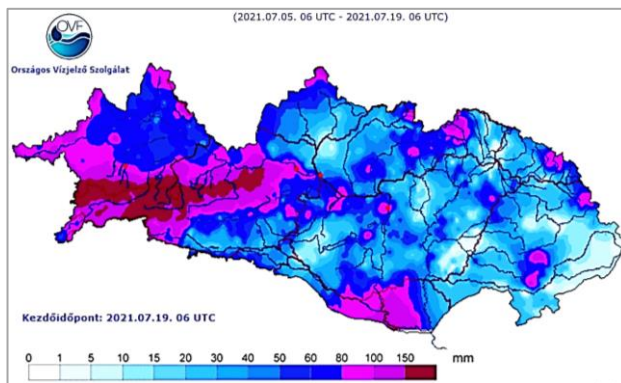 (2021.07.05. 06 UTC - 2021.07.19. 06 UTC)
OVF
Országos Vízjelző Szolgálat
Kezdőidőpont: 2021.07.19. 06 UTC
0 1 5 10 15 20 30 40 50 60 80 100 150 mm